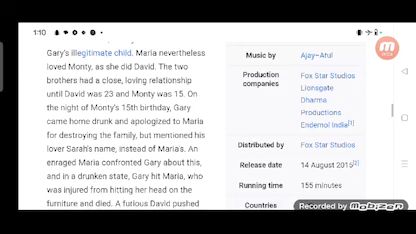 1:10
Gary's illegitimate child. Maria nevertheless
loved Monty, as she did David. The two
brothers had a close, loving relationship
until David was 23 and Monty was 15. On
the night of Monty's 15th birthday, Gary
came home drunk and apologized to Maria
for destroying the family, but mentioned his
lover Sarah's name, instead of Maria's. An
enraged Maria confronted Gary about this,
and in a drunken state, Gary hit Maria, who
was injured from hitting her head on the
furniture and died. A furious David pushed
Music by
Ajay–Atul
Production
companies
Fox Star Studios
Lionsgate
Dharma
Productions
Endemol India[1]
Distributed by
Fox Star Studios
Release date
14 August 2015[2]
Running time
155 minutes
Countries
Recorded by
Mobizen